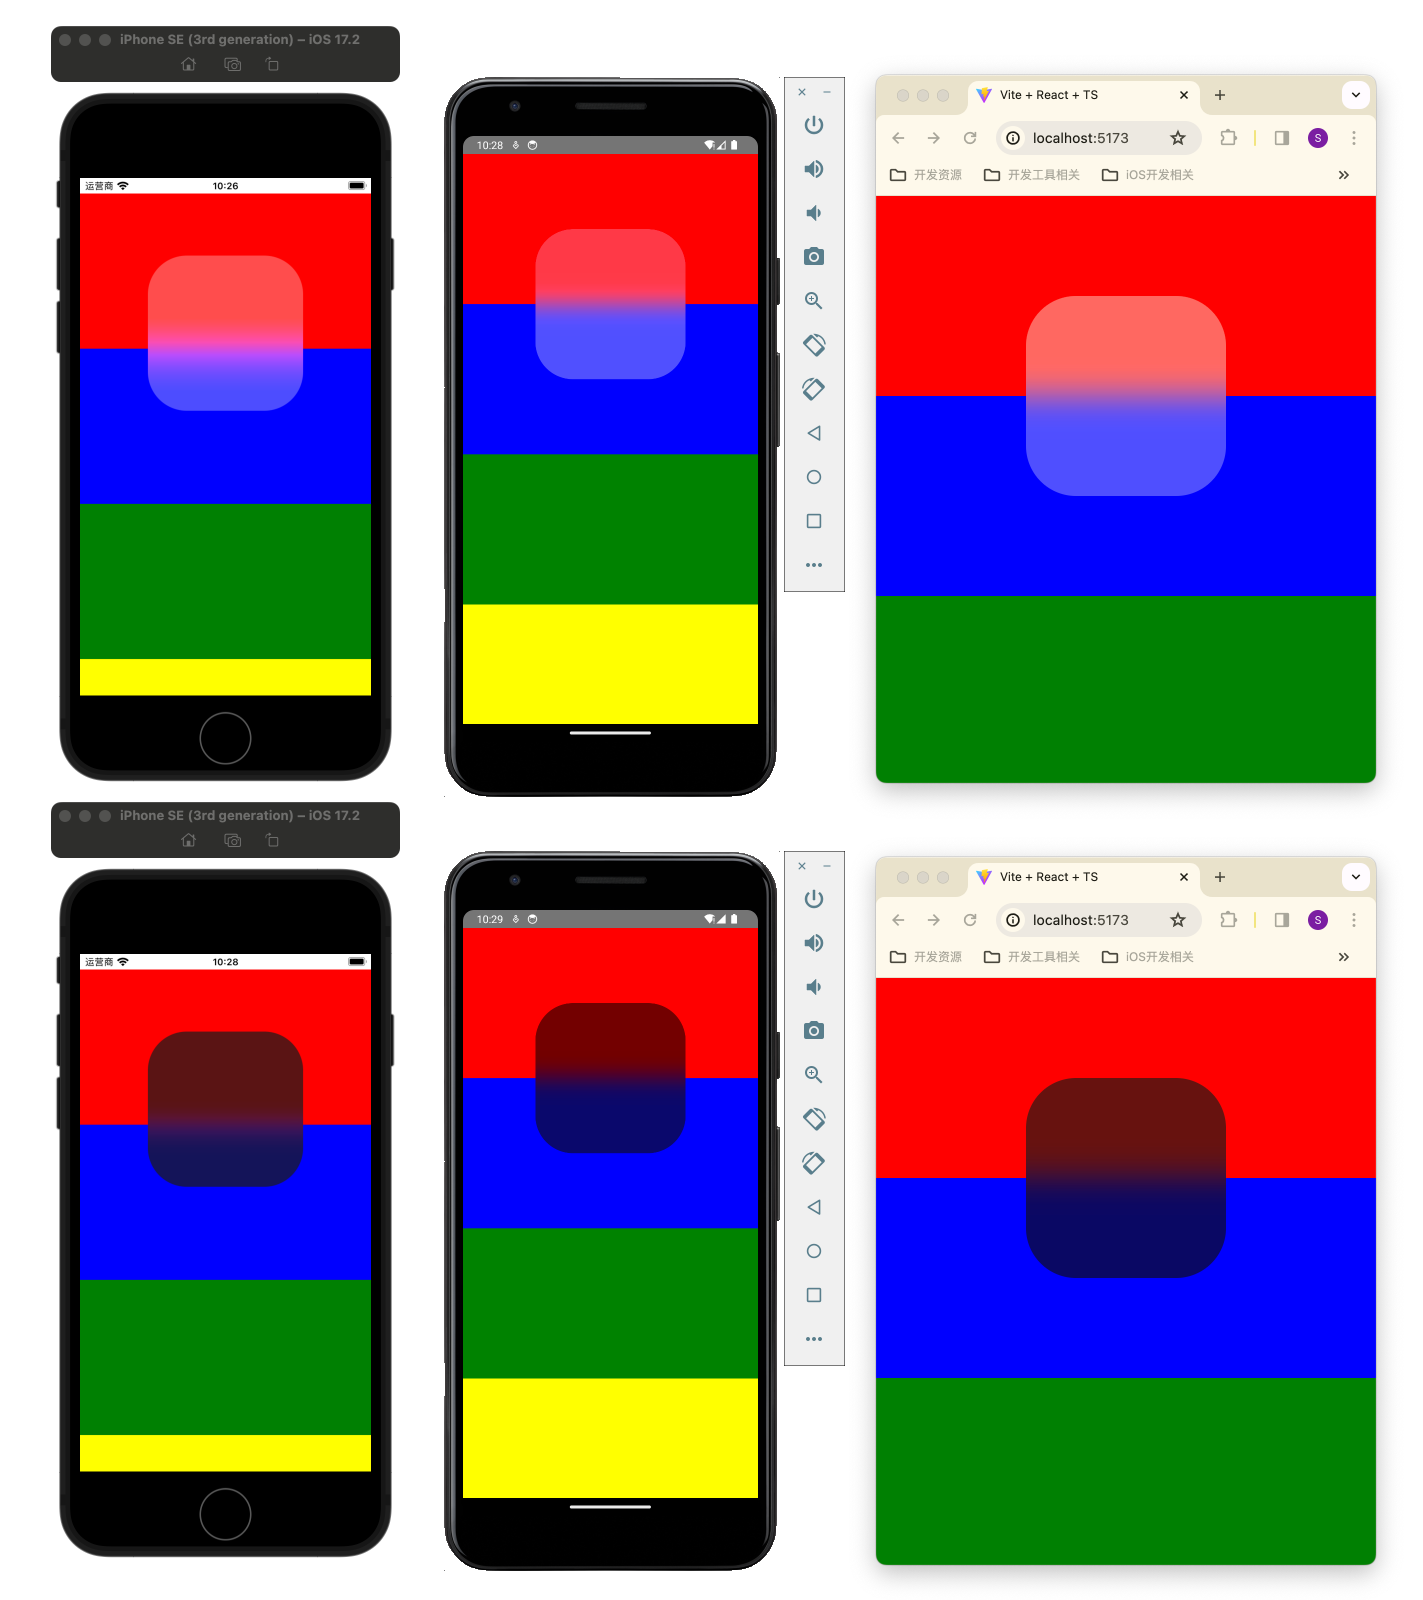 iPhone SE (3rd generation) – iOS 17.2
运营商 10:26
10:28
Vite + React + TS
localhost:5173
S
开发资源 开发工具相关 iOS开发相关
iPhone SE (3rd generation) – iOS 17.2
运营商 10:28
10:29
Vite + React + TS
localhost:5173
S
开发资源 开发工具相关 iOS开发相关